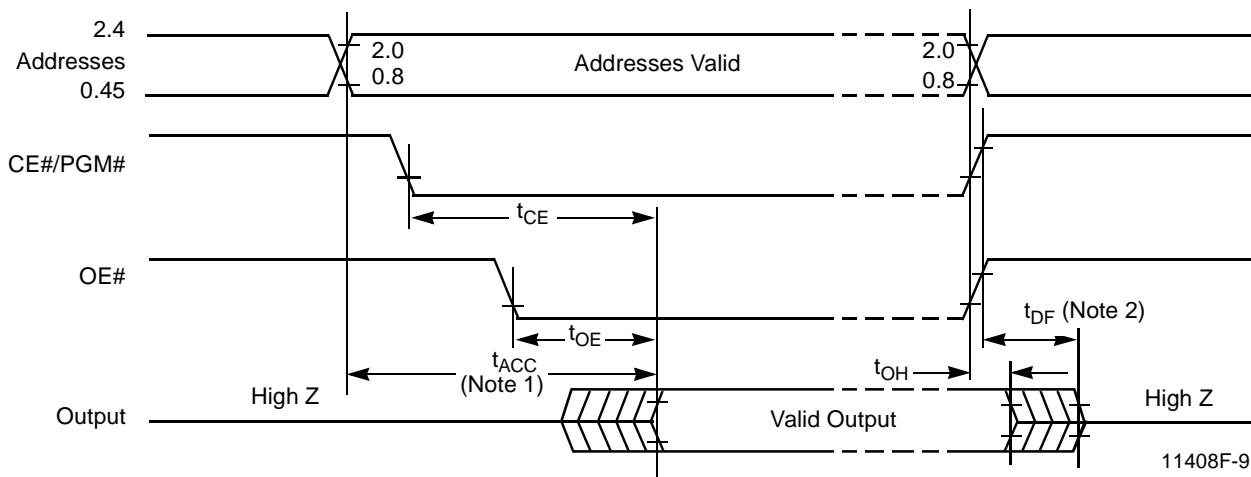 2.4
Addresses
0.45
2.0
0.8
Addresses Valid
2.0
0.8
CE#/PGM#
tCE
OE#
tOE
tDF (Note 2)
tACC
(Note 1)
tOH
High Z
High Z
Output
Valid Output
11408F-9